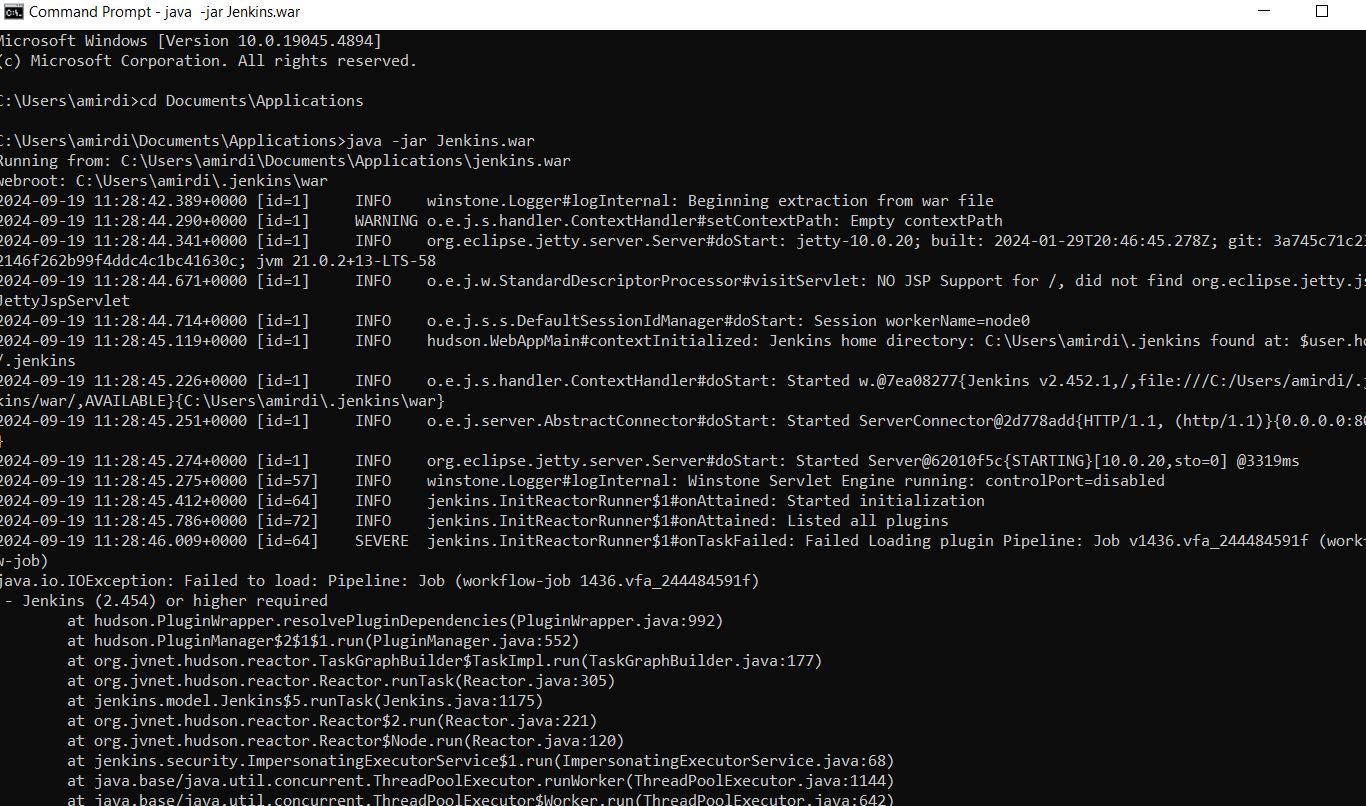 Command Prompt - java  -jar Jenkins.war
Microsoft Windows [Version 10.0.19045.4894]
(c) Microsoft Corporation. All rights reserved.
C:\Users\amirdi>cd Documents\Applications
C:\Users\amirdi\Documents\Applications>java -jar Jenkins.war
Running from: C:\Users\amirdi\Documents\Applications\jenkins.war
webroot: C:\Users\amirdi\.jenkins\war
2024-09-19 11:28:42.389+0000 [id=1]     INFO    winstone.Logger#logInternal: Beginning extraction from war file
2024-09-19 11:28:44.290+0000 [id=1]     WARNING o.e.j.s.handler.ContextHandler#setContextPath: Empty contextPath
2024-09-19 11:28:44.341+0000 [id=1]     INFO    org.eclipse.jetty.server.Server#doStart: jetty-10.0.20; built: 2024-01-29T20:46:45.278Z; git: 3a745c71c23
2146f262b99f4ddc4c1bc41630c; jvm 21.0.2+13-LTS-58
2024-09-19 11:28:44.671+0000 [id=1]     INFO    o.e.j.w.StandardDescriptorProcessor#visitServlet: NO JSP Support for /, did not find org.eclipse.jetty.js
JettyJspServlet
2024-09-19 11:28:44.714+0000 [id=1]     INFO    o.e.j.s.s.DefaultSessionIdManager#doStart: Session workerName=node0
2024-09-19 11:28:45.119+0000 [id=1]     INFO    hudson.WebAppMain#contextInitialized: Jenkins home directory: C:\Users\amirdi\.jenkins found at: $user.ho
/.jenkins
2024-09-19 11:28:45.226+0000 [id=1]     INFO    o.e.j.s.handler.ContextHandler#doStart: Started w.@7ea08277{Jenkins v2.452.1,/,file:///C:/Users/amirdi/.j
kins/war/,AVAILABLE}{C:\Users\amirdi\.jenkins\war}
2024-09-19 11:28:45.251+0000 [id=1]     INFO    o.e.j.server.AbstractConnector#doStart: Started ServerConnector@2d778add{HTTP/1.1, (http/1.1)}{0.0.0.0:80
}
2024-09-19 11:28:45.274+0000 [id=1]     INFO    org.eclipse.jetty.server.Server#doStart: Started Server@62010f5c{STARTING}[10.0.20,sto=0] @3319ms
2024-09-19 11:28:45.275+0000 [id=57]    INFO    winstone.Logger#logInternal: Winstone Servlet Engine running: controlPort=disabled
2024-09-19 11:28:45.412+0000 [id=64]    INFO    jenkins.InitReactorRunner$1#onAttained: Started initialization
2024-09-19 11:28:45.786+0000 [id=72]    INFO    jenkins.InitReactorRunner$1#onAttained: Listed all plugins
2024-09-19 11:28:46.009+0000 [id=64]    SEVERE  jenkins.InitReactorRunner$1#onTaskFailed: Failed Loading plugin Pipeline: Job v1436.vfa_244484591f (work
w-job)
java.io.IOException: Failed to load: Pipeline: Job (workflow-job 1436.vfa_244484591f)
 - Jenkins (2.454) or higher required
        at hudson.PluginWrapper.resolvePluginDependencies(PluginWrapper.java:992)
        at hudson.PluginManager$2$1$1.run(PluginManager.java:552)
        at org.jvnet.hudson.reactor.TaskGraphBuilder$TaskImpl.run(TaskGraphBuilder.java:177)
        at org.jvnet.hudson.reactor.Reactor.runTask(Reactor.java:305)
        at jenkins.model.Jenkins$5.runTask(Jenkins.java:1175)
        at org.jvnet.hudson.reactor.Reactor$2.run(Reactor.java:221)
        at org.jvnet.hudson.reactor.Reactor$Node.run(Reactor.java:120)
        at jenkins.security.ImpersonatingExecutorService$1.run(ImpersonatingExecutorService.java:68)
        at java.base/java.util.concurrent.ThreadPoolExecutor.runWorker(ThreadPoolExecutor.java:1144)
        at java.base/java.util.concurrent.ThreadPoolExecutor$Worker.run(ThreadPoolExecutor.java:642)